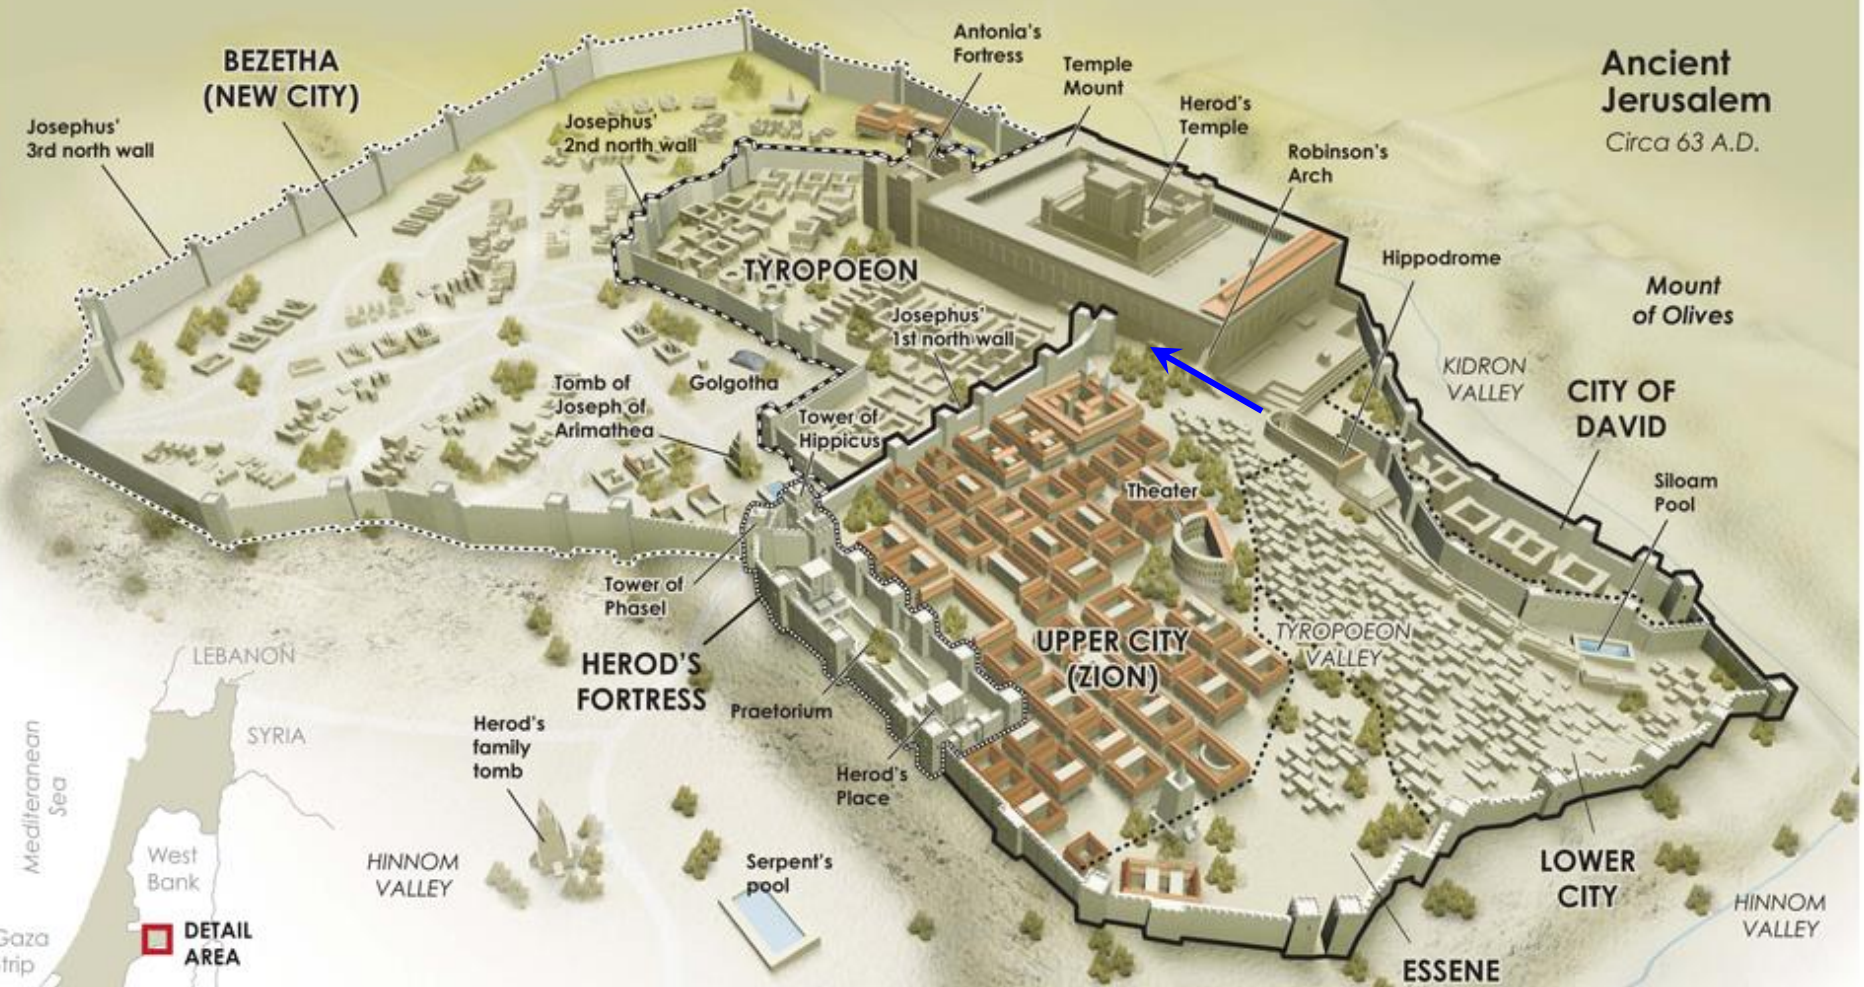 Ancient
Jerusalem
Circa 63 A.D.
BEZETHA
(NEW CITY)
Josephus'
3rd north wall
Josephus'
2nd north wall
Antonia's
Fortress
Temple
Mount
Herod's
Temple
Robinson's
Arch
Hippodrome
Mount
of Olives
TYROPOEON
Josephus'
1st north wall
KIDRON
VALLEY
CITY OF
DAVID
Siloam
Pool
Golgotha
Tomb of
Joseph of
Arimathea
Tower of
Hippicus
Theater
Tower of
Phasel
HEROD'S
FORTRESS
Praetorium
UPPER CITY
(ZION)
TYROPOEON
VALLEY
Herod's
family
tomb
Herod's
Place
Serpent's
pool
HINNOM
VALLEY
LOWER
CITY
HINNOM
VALLEY
ESSENE
LEBANON
SYRIA
Mediteranean
Sea
West
Bank
Gaza
trip
DETAIL
AREA